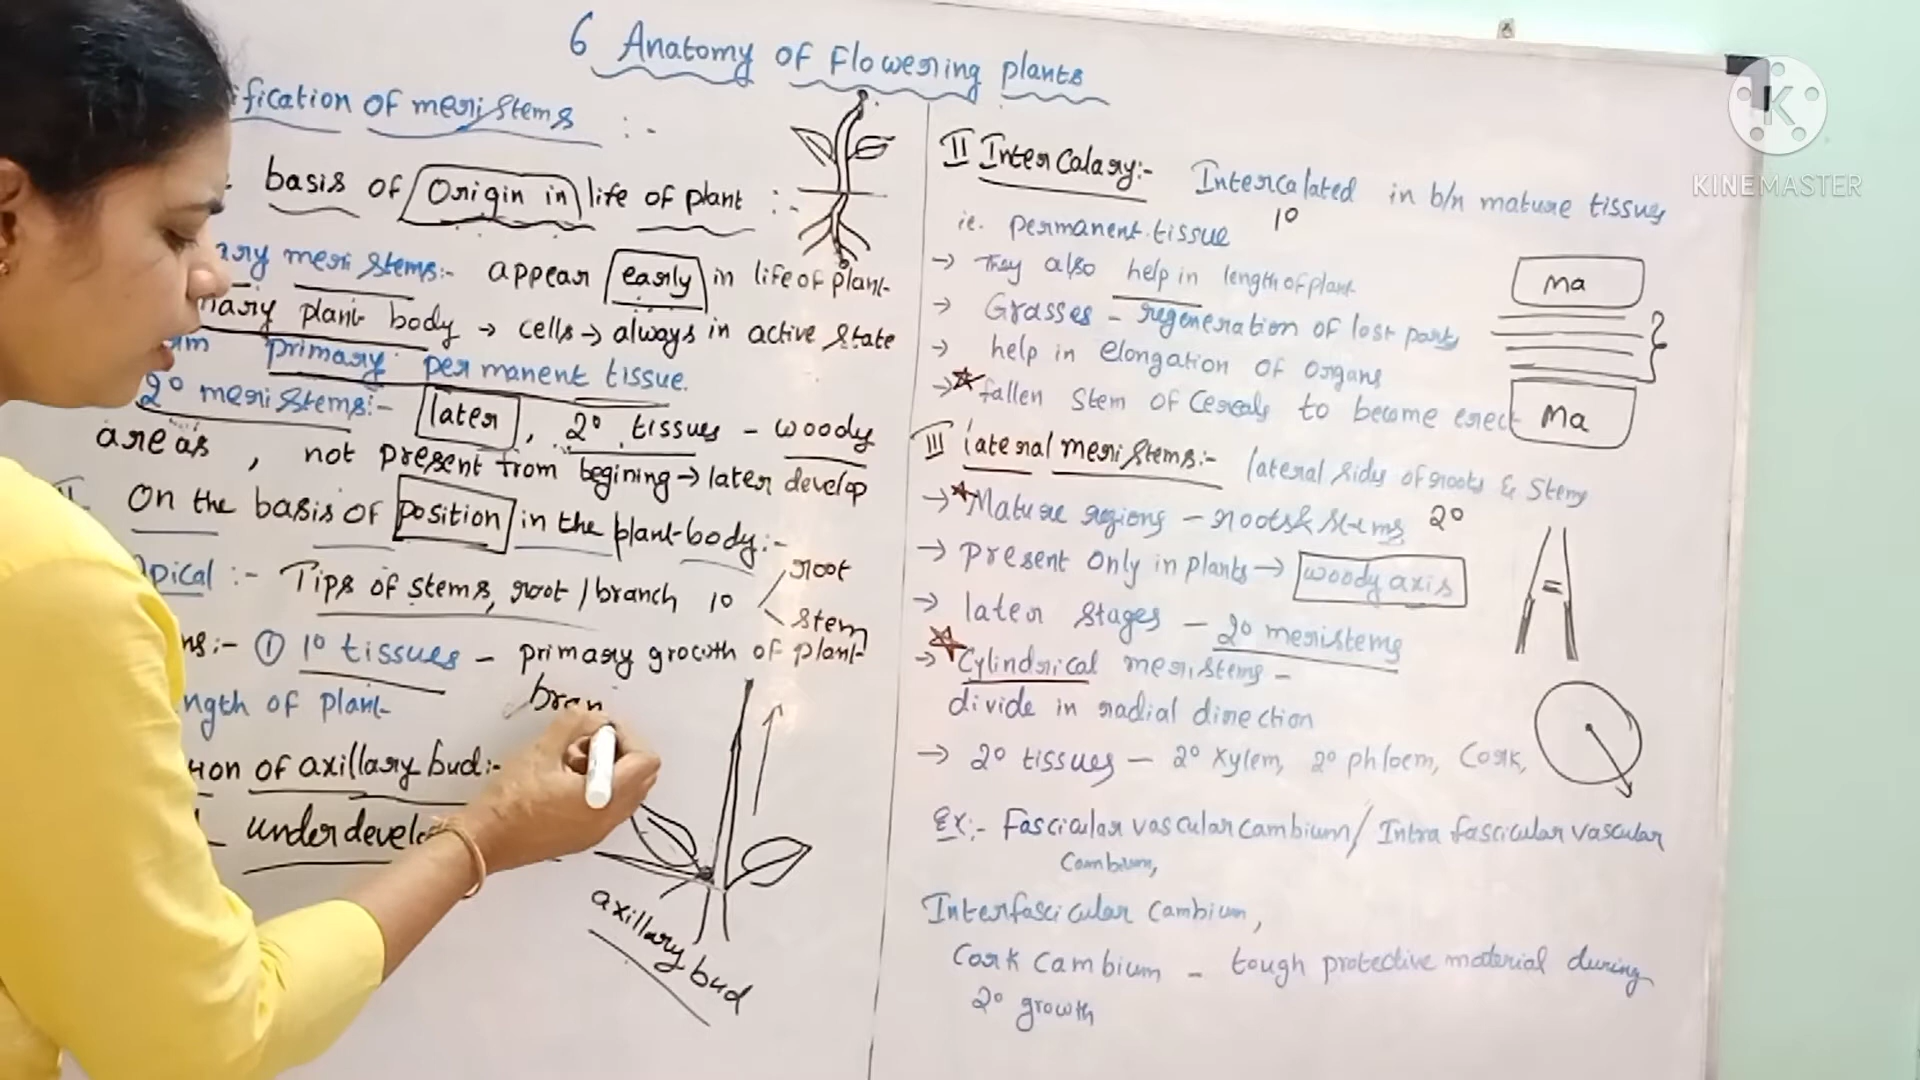 6 Anatomy of Flowering plants
ification of meristems :-
basis of Origin in life of plant :-
ary meristems:- appear early in life of plant
mary plant body → cells → always in active state
primary permanent tissue.
2° meristems:- later, 2° tissues - woody
areas, not present from begining → later develop
II. On the basis of position in the plant body:-
pical :- Tips of stems, root / branch 1° root
stem
ns:- ① 1° tissues - primary growth of plant
ngth of plant
bran
ion of axillary bud:-
underdevelo
axillary bud
II Intercalary:- Intercalated in b/n mature tissues
ie. permanent tissue 1°
→ They also help in length of plant
→ Grasses - regeneration of lost parts
→ help in elongation of organs
→ fallen stem of Cereals to become erect
Ma
Ma
III lateral meristems:- lateral sides of roots & stems
→ Mature regions - roots & stems 2°
→ present only in plants → woody axis
→ later stages - 2° meristems
→ Cylindrical meristems -
divide in radial direction
→ 2° tissues - 2° xylem, 2° phloem, Cork,
Ex:- Fascicular vascular cambium / Intra fascicular vascular
Cambium,
Interfascicular Cambium,
Cork Cambium - tough protective material during
2° growth
KINEMASTER